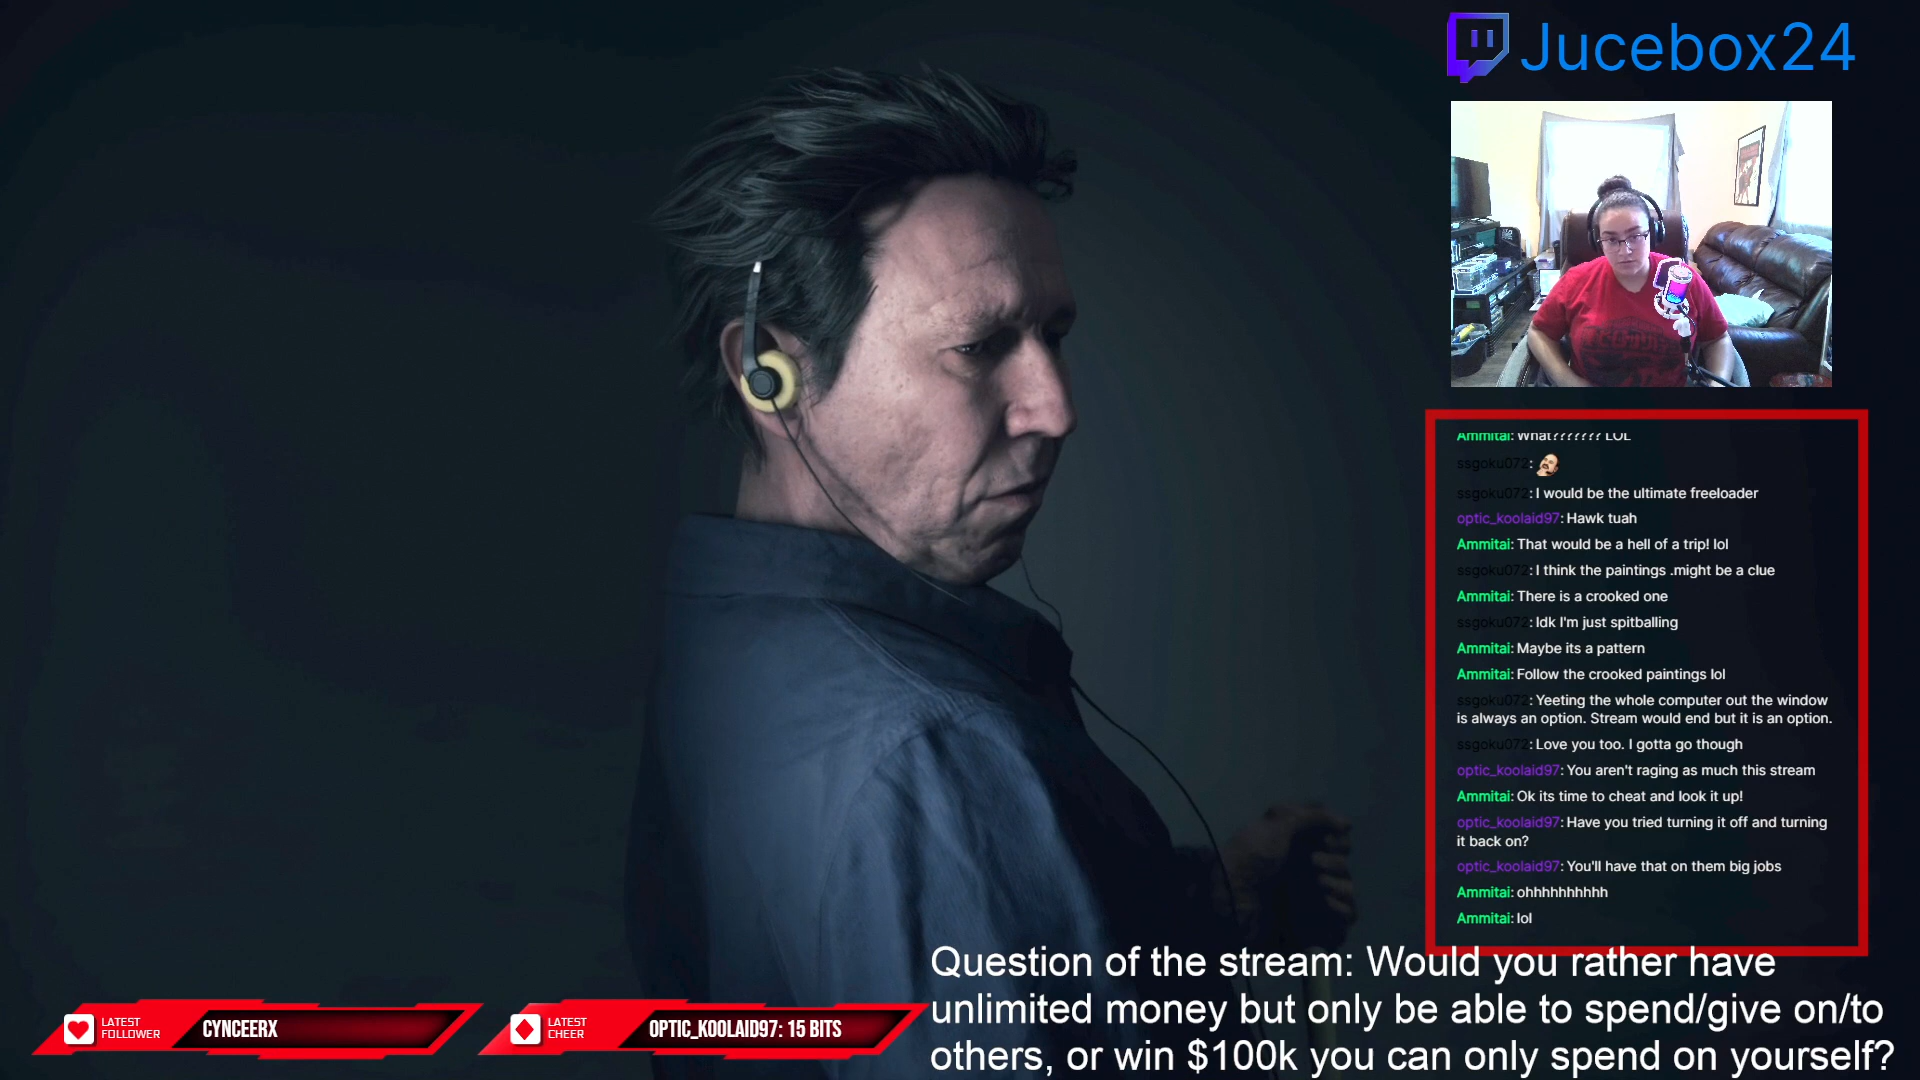 Jucebox24
Ammitai: What??????? LOL
ssgoku072:
ssgoku072: I would be the ultimate freeloader
optic_koolaid97: Hawk tuah
Ammitai: That would be a hell of a trip! lol
ssgoku072: I think the paintings .might be a clue
Ammitai: There is a crooked one
ssgoku072: Idk I'm just spitballing
Ammitai: Maybe its a pattern
Ammitai: Follow the crooked paintings lol
ssgoku072: Yeeting the whole computer out the window
is always an option. Stream would end but it is an option.
ssgoku072: Love you too. I gotta go though
optic_koolaid97: You aren't raging as much this stream
Ammitai: Ok its time to cheat and look it up!
optic_koolaid97: Have you tried turning it off and turning
it back on?
optic_koolaid97: You'll have that on them big jobs
Ammitai: ohhhhhhhhhh
Ammitai: lol
Question of the stream: Would you rather have
unlimited money but only be able to spend/give on/to
others, or win $100k you can only spend on yourself?
LATEST
FOLLOWER
CYNCEERX
LATEST
CHEER
OPTIC_KOOLAID97: 15 BITS